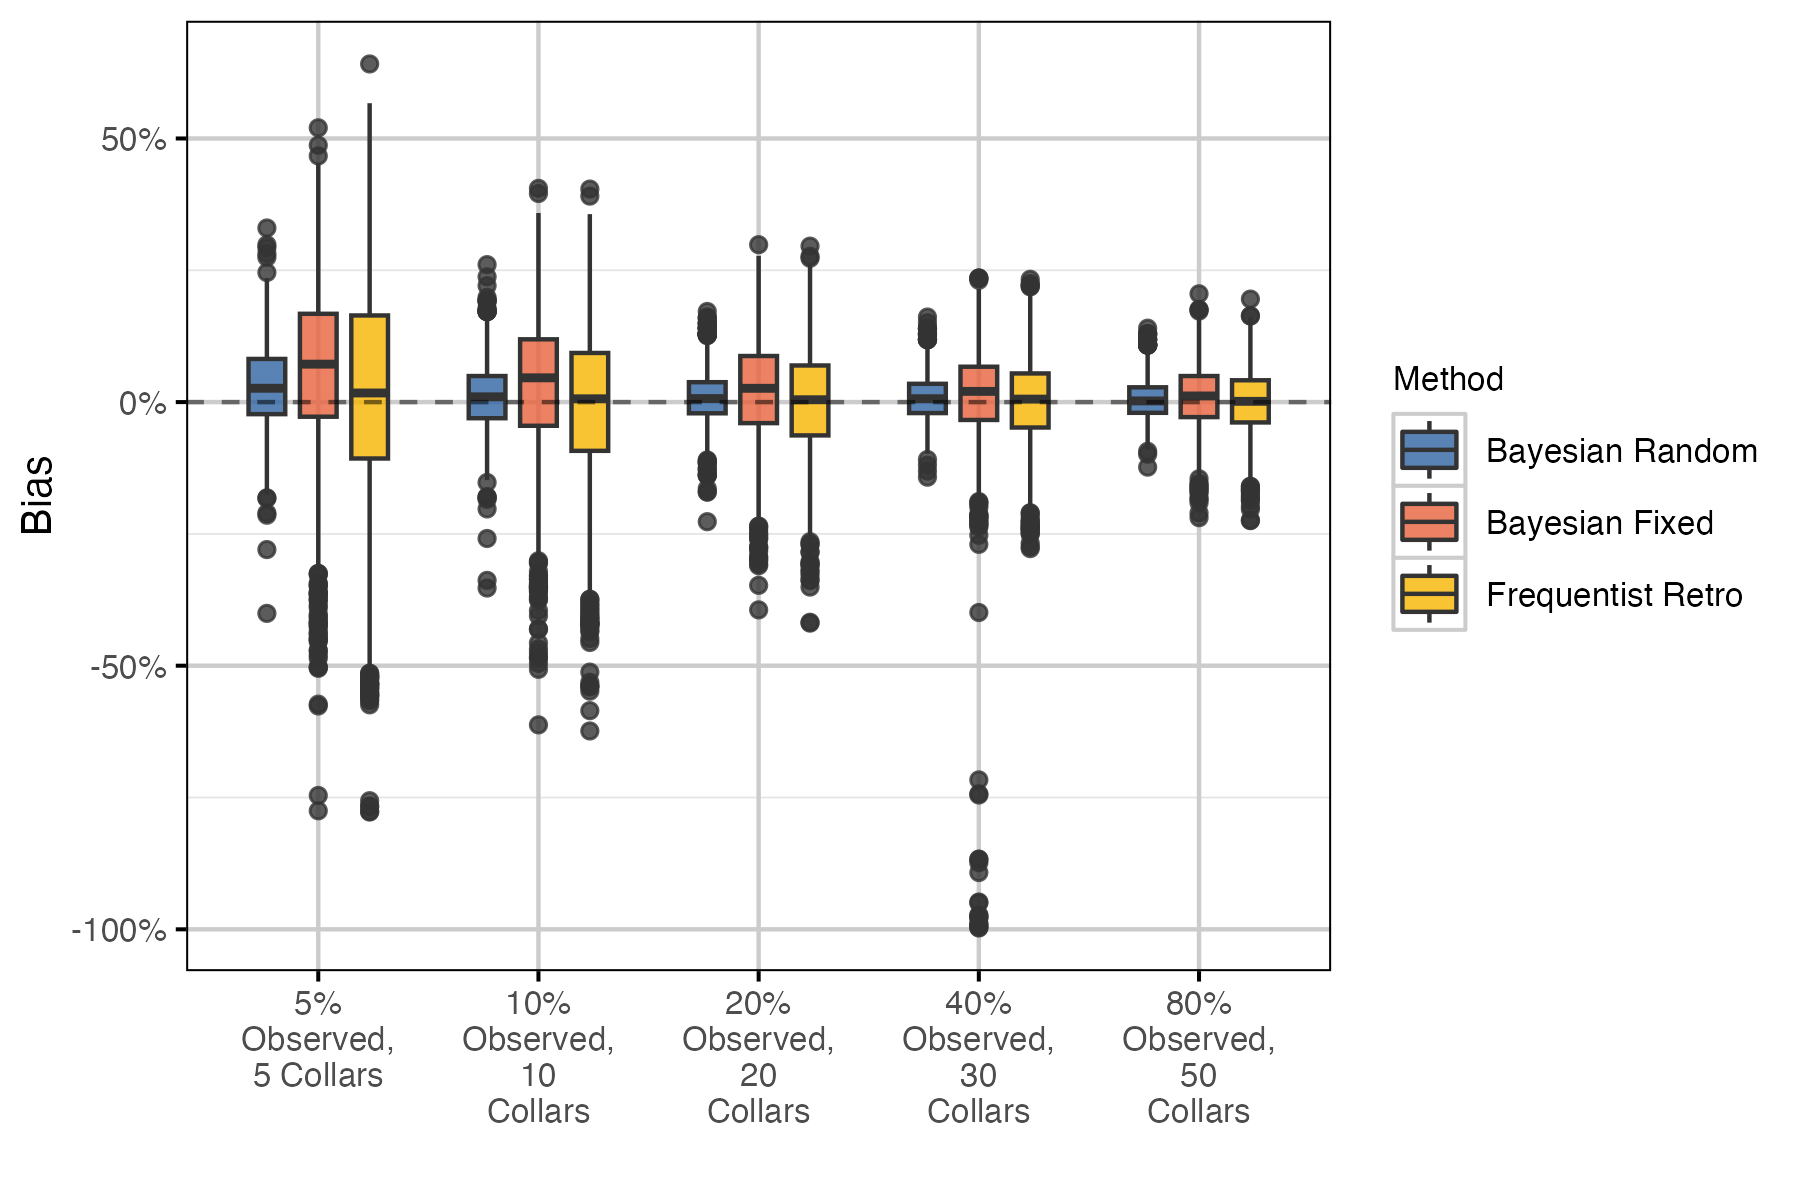 Bias
50%
0%
-50%
-100%
5%
Observed,
5 Collars
10%
Observed,
10
Collars
20%
Observed,
20
Collars
40%
Observed,
30
Collars
80%
Observed,
50
Collars
Method
Bayesian Random
Bayesian Fixed
Frequentist Retro